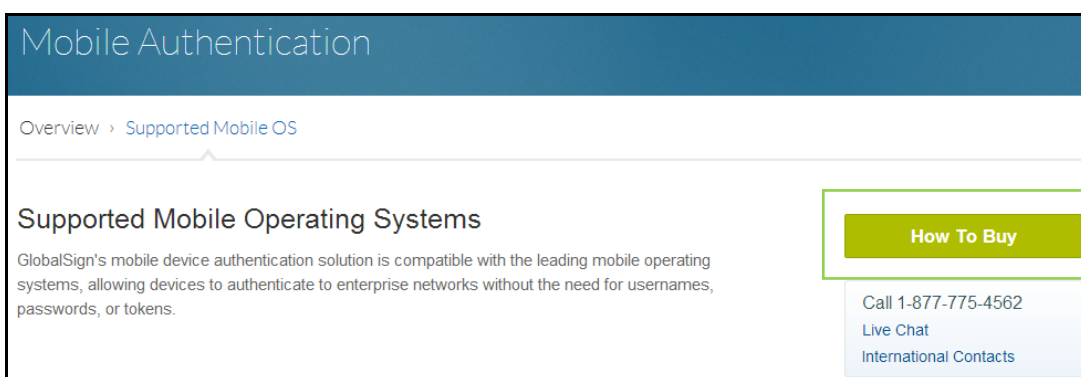 Mobile Authentication
Overview › Supported Mobile OS
Supported Mobile Operating Systems
GlobalSign's mobile device authentication solution is compatible with the leading mobile operating
systems, allowing devices to authenticate to enterprise networks without the need for usernames,
passwords, or tokens.
How To Buy
Call 1-877-775-4562
Live Chat
International Contacts